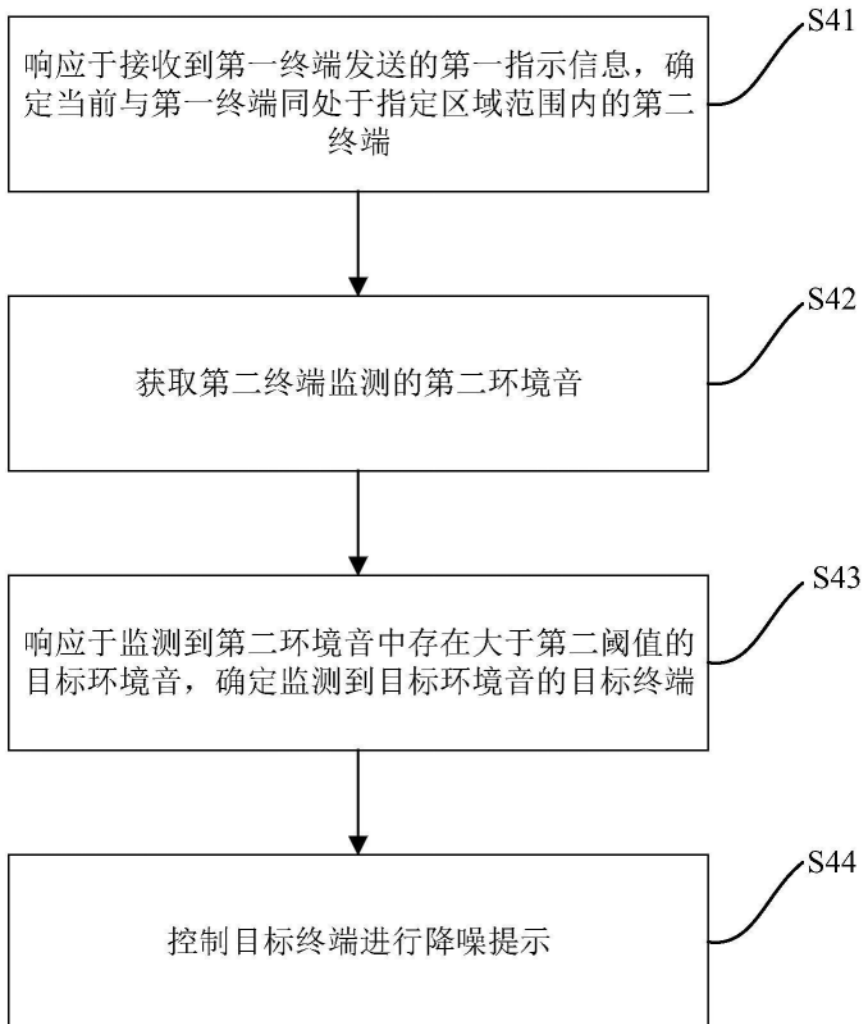 S41
响应于接收到第一终端发送的第一指示信息，确
定当前与第一终端同处于指定区域范围内的第二
终端
S42
获取第二终端监测的第二环境音
S43
响应于监测到第二环境音中存在大于第二阈值的
目标环境音，确定监测到目标环境音的目标终端
S44
控制目标终端进行降噪提示